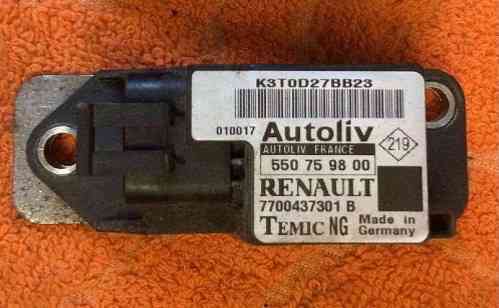 K3T0D27BB23
010017 Autoliv
AUTOLIV FRANCE
219
550 75 98 00
RENAULT
7700437301 B
TEMIC NG Made in
Germany